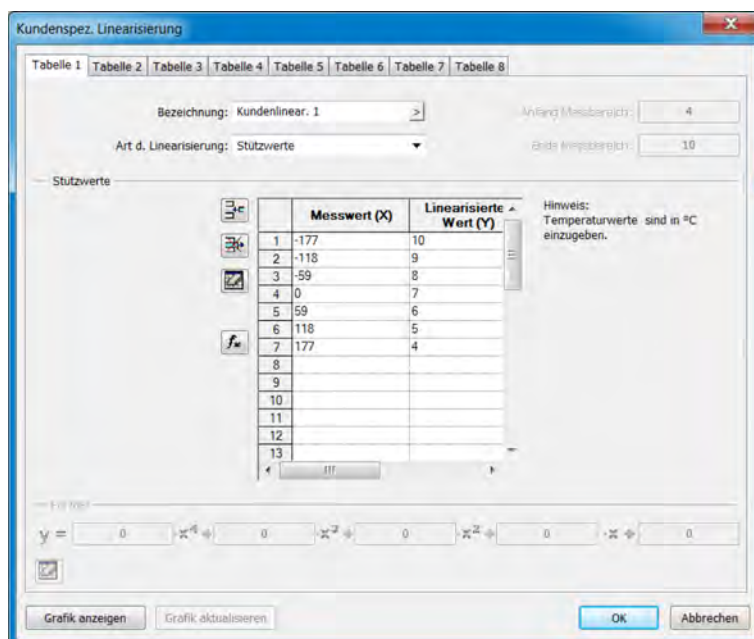 Kundenspez. Linearisierung
Tabelle 1 Tabelle 2 Tabelle 3 Tabelle 4 Tabelle 5 Tabelle 6 Tabelle 7 Tabelle 8
Bezeichnung: Kundenlinear. 1 > Anfang Messbereich: 4
Art d. Linearisierung: Stützwerte Ende Messbereich: 10
Stützwerte
Messwert (X) Linearisierte Wert (Y)
1 -177 10
2 -118 9
3 -59 8
4 0 7
5 59 6
6 118 5
7 177 4
8
9
10
11
12
13
Hinweis:
Temperaturwerte sind in °C
einzugeben.
Formel
y = 0 ·x⁴ + 0 ·x³ + 0 ·x² + 0 ·x + 0
Grafik anzeigen Grafik aktualisieren OK Abbrechen